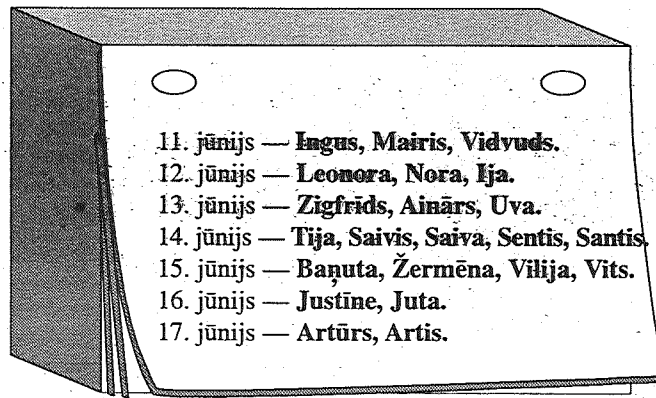 11. jūnijs — Ingus, Mairis, Vidvuds.
12. jūnijs — Leonora, Nora, Ija.
13. jūnijs — Zigfrīds, Ainārs, Uva.
14. jūnijs — Tija, Saivis, Saiva, Sentis, Santis.
15. jūnijs — Baņuta, Žermēna, Vilija, Vits.
16. jūnijs — Justīne, Juta.
17. jūnijs — Artūrs, Artis.